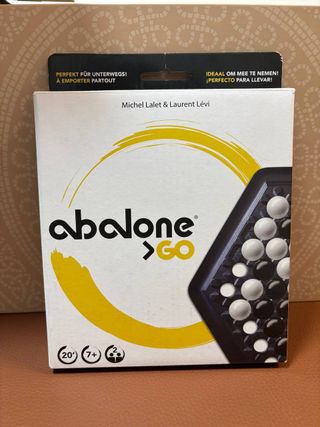 PERFEKT FÜR UNTERWEGS!
À EMPORTER PARTOUT
IDEAAL OM MEE TE NEMEN!
¡PERFECTO PARA LLEVAR!
Michel Lalet & Laurent Lévi
abalone®
>GO
20'
7+
2